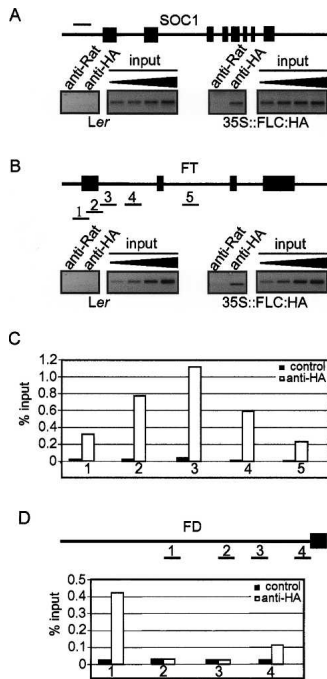 A
SOC1
anti-Rat anti-HA input anti-Rat anti-HA input
Ler 35S::FLC:HA
B
FT
1 2 3 4 5
anti-Rat anti-HA input anti-Rat anti-HA input
Ler 35S::FLC:HA
C
% input
1.2
1.0
0.8
0.6
0.4
0.2
0
control
anti-HA
1 2 3 4 5
D
FD
1 2 3 4
% input
0.5
0.4
0.3
0.2
0.1
0
control
anti-HA
1 2 3 4